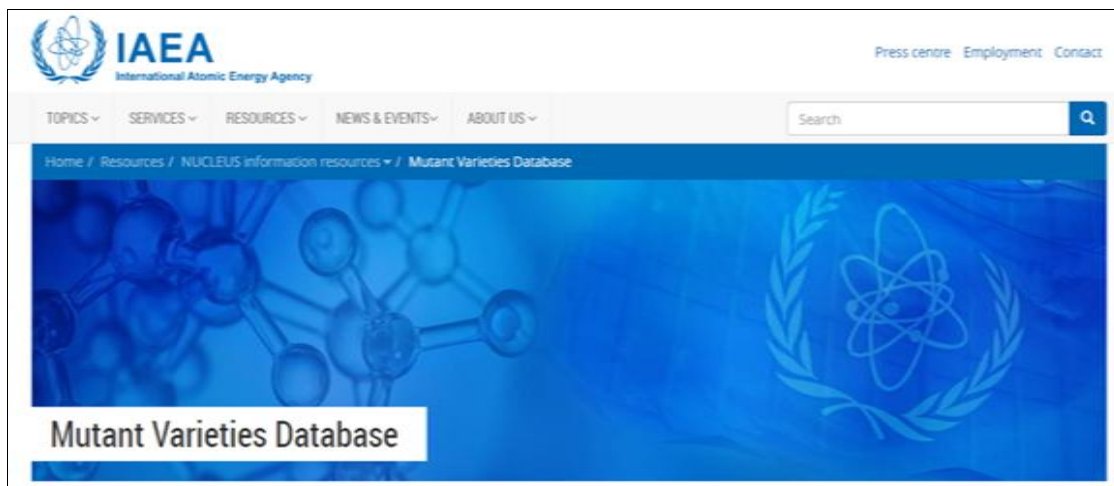 IAEA
International Atomic Energy Agency
Press centre Employment Contact
TOPICS SERVICES RESOURCES NEWS & EVENTS ABOUT US
Search
Home / Resources / NUCLEUS information resources / Mutant Varieties Database
Mutant Varieties Database